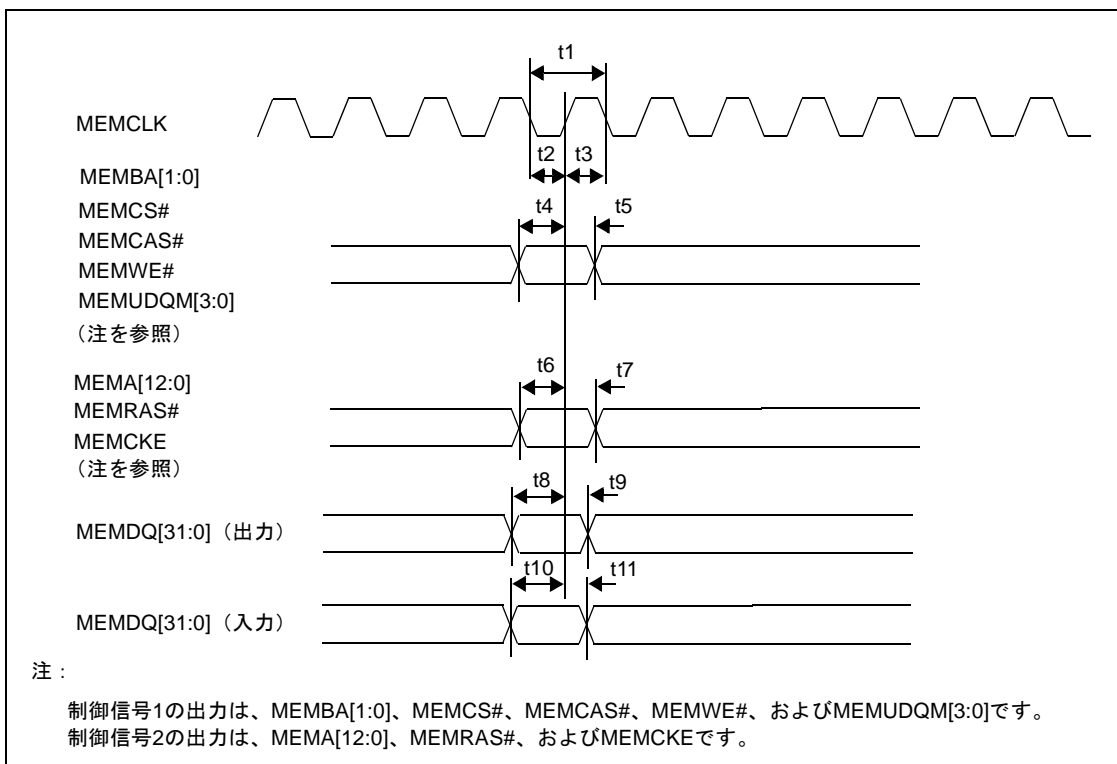 t1
MEMCLK
t2 t3
MEMBA[1:0]
MEMCS#
t4 t5
MEMCAS#
MEMWE#
MEMUDQM[3:0]
（注を参照）
t6 t7
MEMA[12:0]
MEMRAS#
MEMCKE
（注を参照）
t8 t9
MEMDQ[31:0]（出力）
t10 t11
MEMDQ[31:0]（入力）
注：
制御信号1の出力は、MEMBA[1:0]、MEMCS#、MEMCAS#、MEMWE#、およびMEMUDQM[3:0]です。
制御信号2の出力は、MEMA[12:0]、MEMRAS#、およびMEMCKEです。